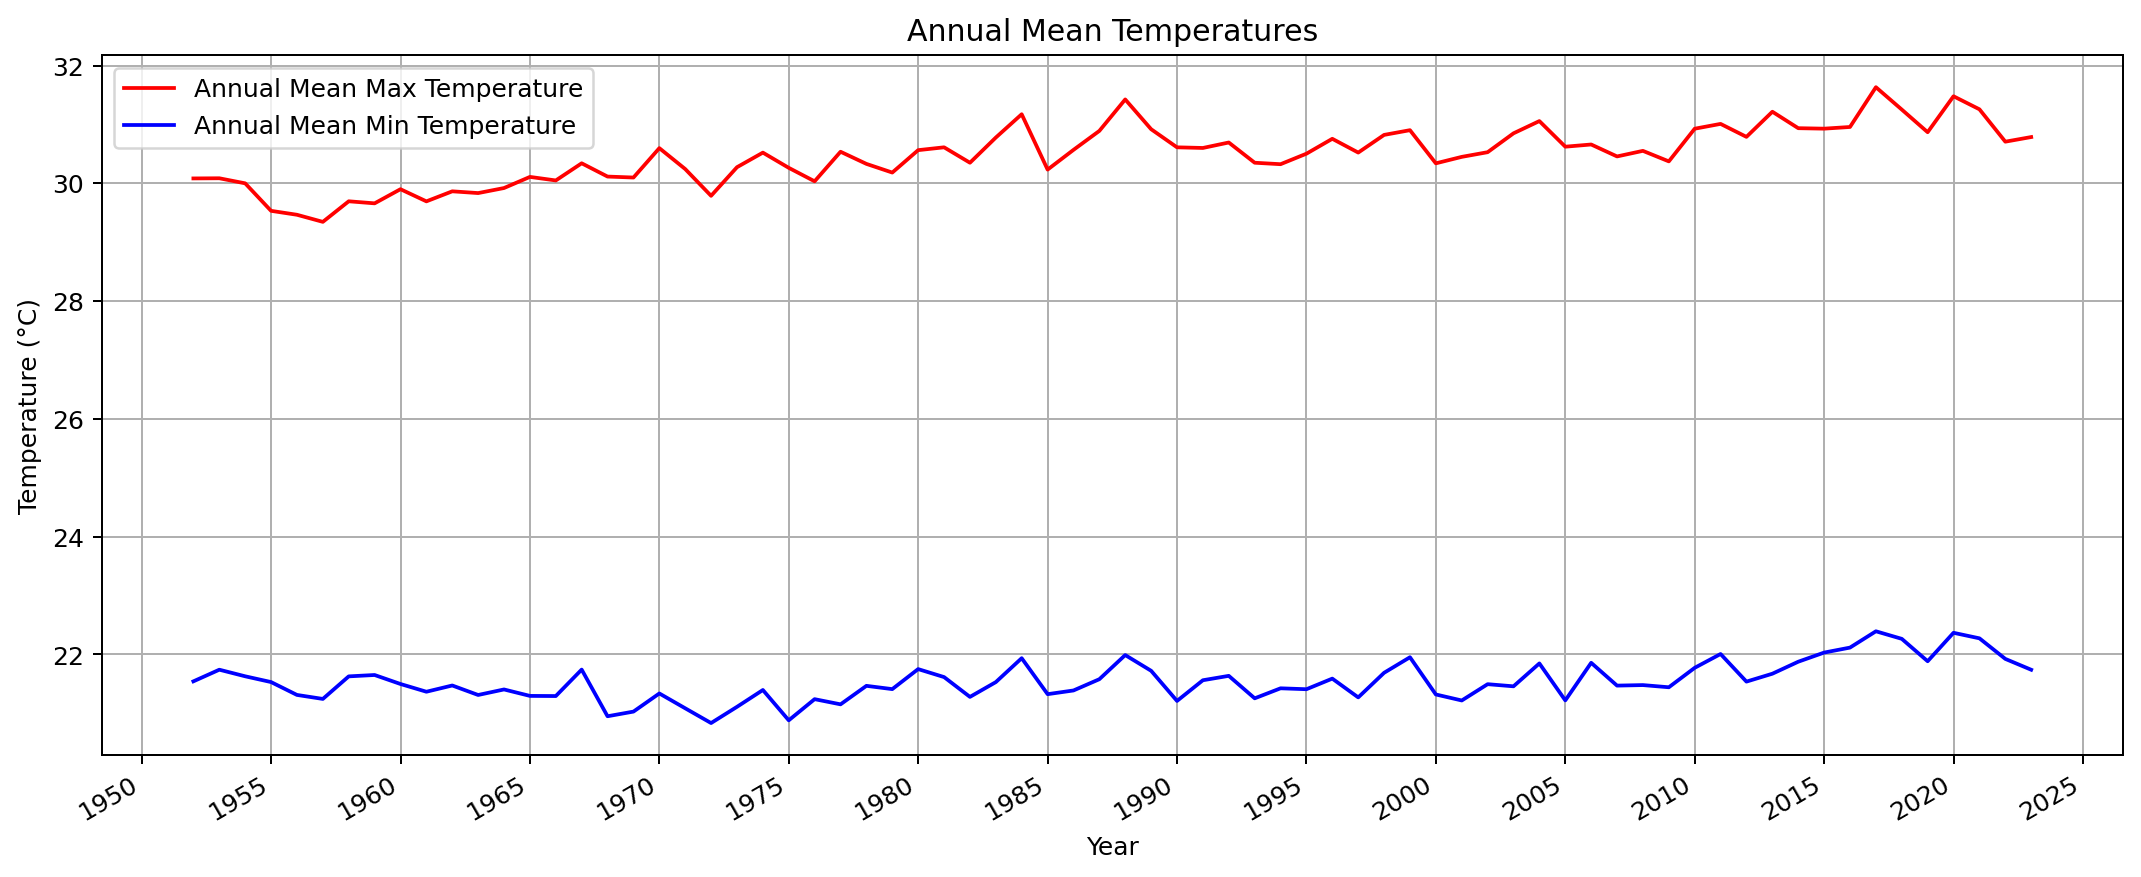 Annual Mean Temperatures
32
Annual Mean Max Temperature
Annual Mean Min Temperature
30
28
26
24
22
Temperature (°C)
1950 1955 1960 1965 1970 1975 1980 1985 1990 1995 2000 2005 2010 2015 2020 2025
Year